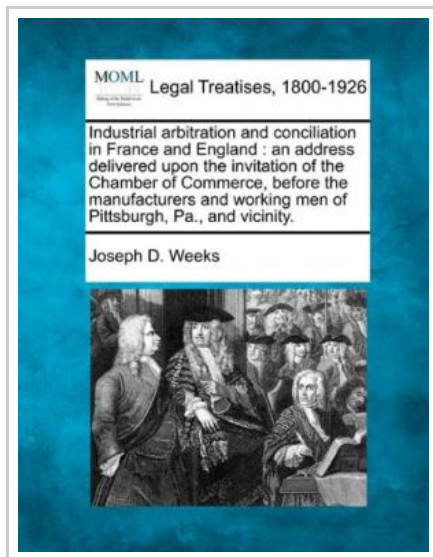 MOML Legal Treatises, 1800-1926
Industrial arbitration and conciliation
in France and England : an address
delivered upon the invitation of the
Chamber of Commerce, before the
manufacturers and working men of
Pittsburgh, Pa., and vicinity.
Joseph D. Weeks